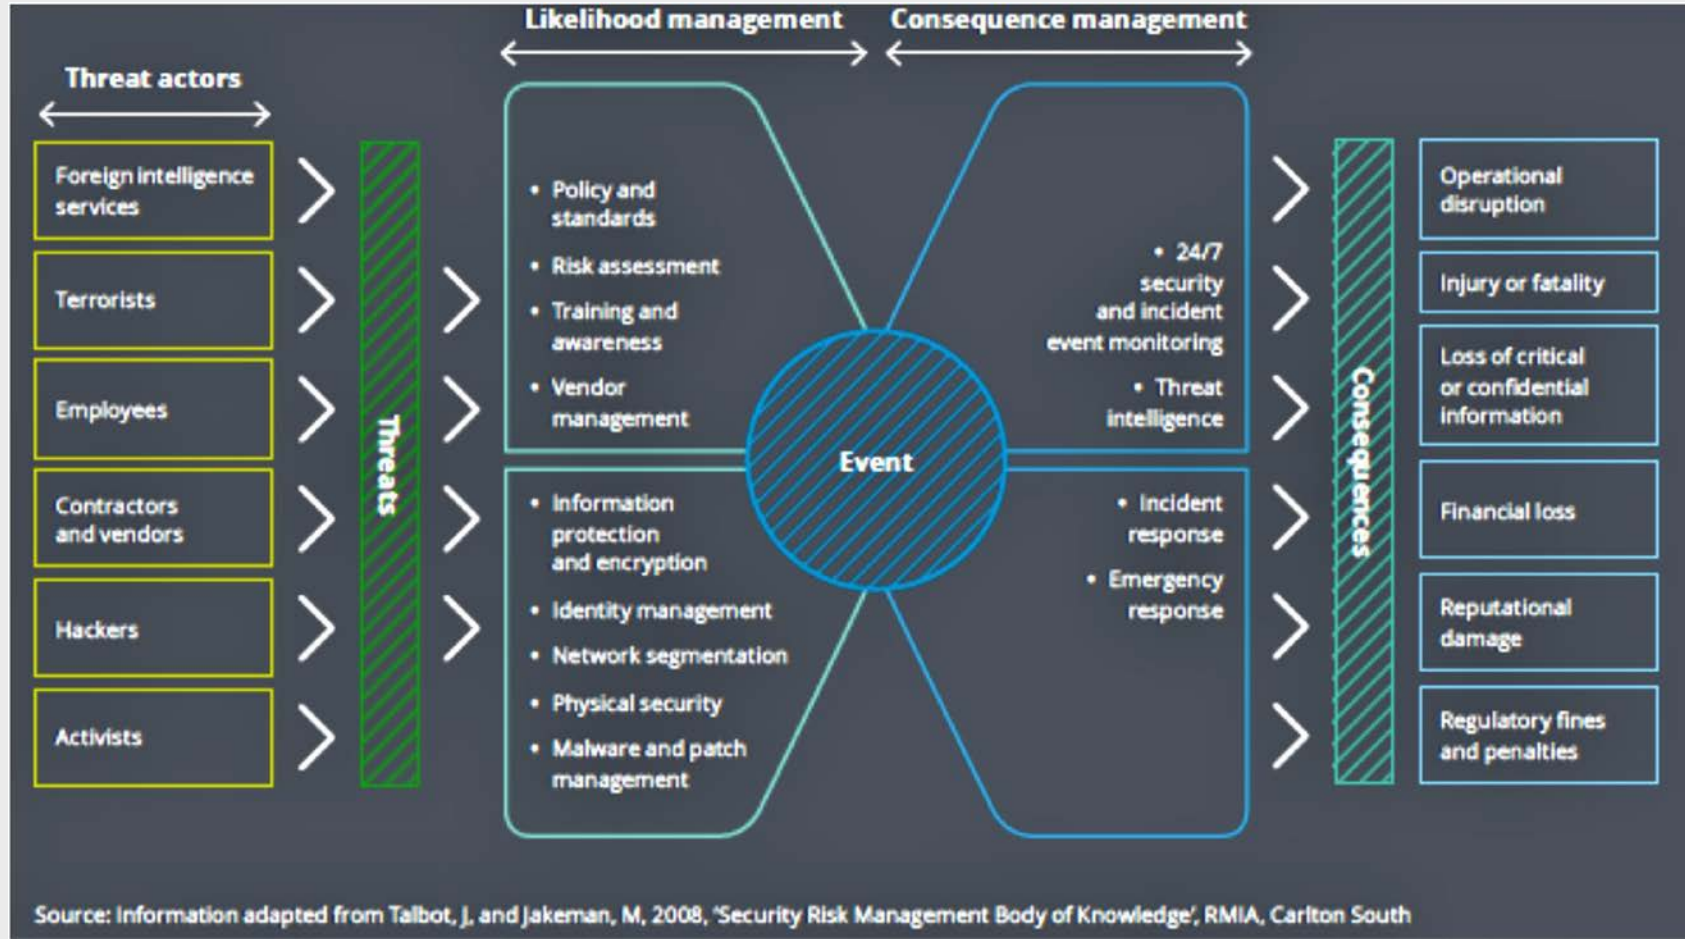 Likelihood management
Consequence management
Threat actors
Foreign intelligence
services
Terrorists
Employees
Contractors
and vendors
Hackers
Activists
Threats
• Policy and
standards
• Risk assessment
• Training and
awareness
• Vendor
management
• Information
protection
and encryption
• Identity management
• Network segmentation
• Physical security
• Malware and patch
management
Event
• 24/7
security
and incident
event monitoring
• Threat
intelligence
• Incident
response
• Emergency
response
Consequences
Operational
disruption
Injury or fatality
Loss of critical
or confidential
information
Financial loss
Reputational
damage
Regulatory fines
and penalties
Source: Information adapted from Talbot, J, and Jakeman, M, 2008, ‘Security Risk Management Body of Knowledge’, RMIA, Carlton South